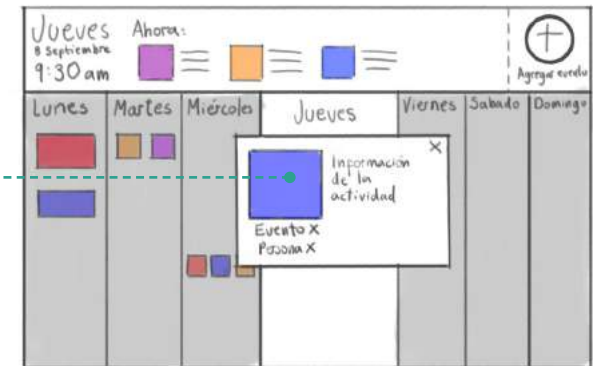 Jueves
8 Septiembre
9:30 am
Ahora:
Agregar evento
Lunes
Martes
Miércoles
Jueves
Viernes
Sabado
Domingo
X
Información
de la
actividad
Evento X
Persona X